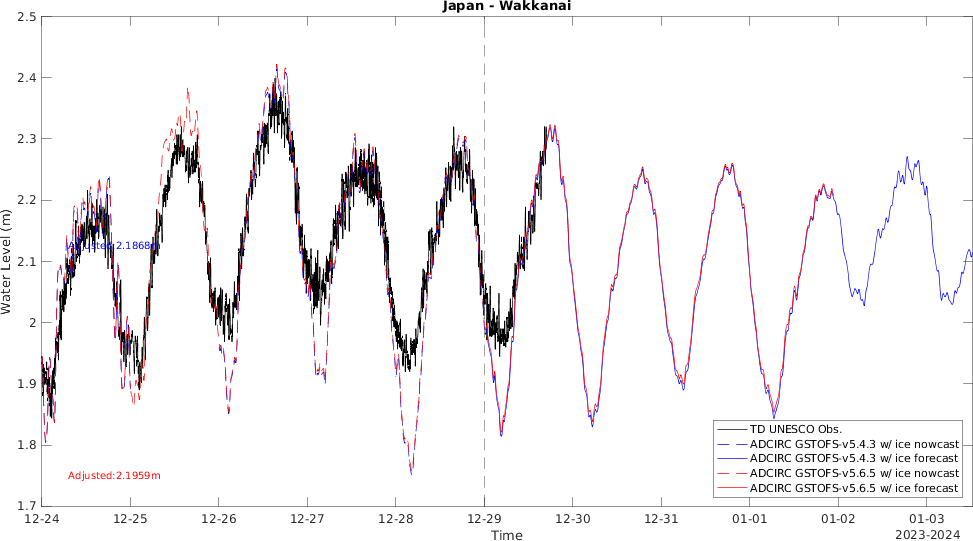 Japan - Wakkanai
2.5
2.4
2.3
2.2
2.1
2
1.9
1.8
1.7
Water Level (m)
Adjusted:2.1868m
Adjusted:2.1959m
TD UNESCO Obs.
ADCIRC GSTOFS-v5.4.3 w/ ice nowcast
ADCIRC GSTOFS-v5.4.3 w/ ice forecast
ADCIRC GSTOFS-v5.6.5 w/ ice nowcast
ADCIRC GSTOFS-v5.6.5 w/ ice forecast
12-24 12-25 12-26 12-27 12-28 12-29 12-30 12-31 01-01 01-02 01-03
Time
2023-2024